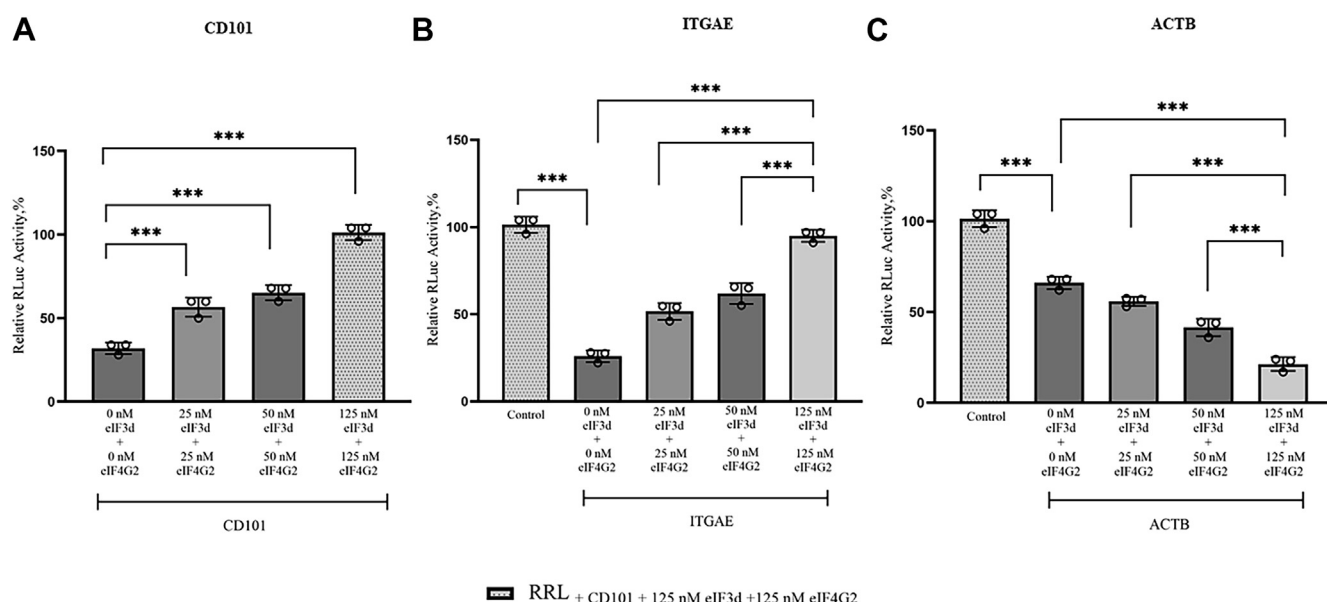 A
CD101
B
ITGAE
C
ACTB
Relative RLuc Activity,%
150
100
50
0
***
***
***
0 nM
eIF3d
+
0 nM
eIF4G2
25 nM
eIF3d
+
25 nM
eIF4G2
50 nM
eIF3d
+
50 nM
eIF4G2
125 nM
eIF3d
+
125 nM
eIF4G2
CD101
Relative RLuc Activity,%
150
100
50
0
***
***
***
***
Control
0 nM
eIF3d
+
0 nM
eIF4G2
25 nM
eIF3d
+
25 nM
eIF4G2
50 nM
eIF3d
+
50 nM
eIF4G2
125 nM
eIF3d
+
125 nM
eIF4G2
ITGAE
Relative RLuc Activity,%
150
100
50
0
***
***
***
***
Control
0 nM
eIF3d
+
0 nM
eIF4G2
25 nM
eIF3d
+
25 nM
eIF4G2
50 nM
eIF3d
+
50 nM
eIF4G2
125 nM
eIF3d
+
125 nM
eIF4G2
ACTB
RRL + CD101 + 125 nM eIF3d +125 nM eIF4G2